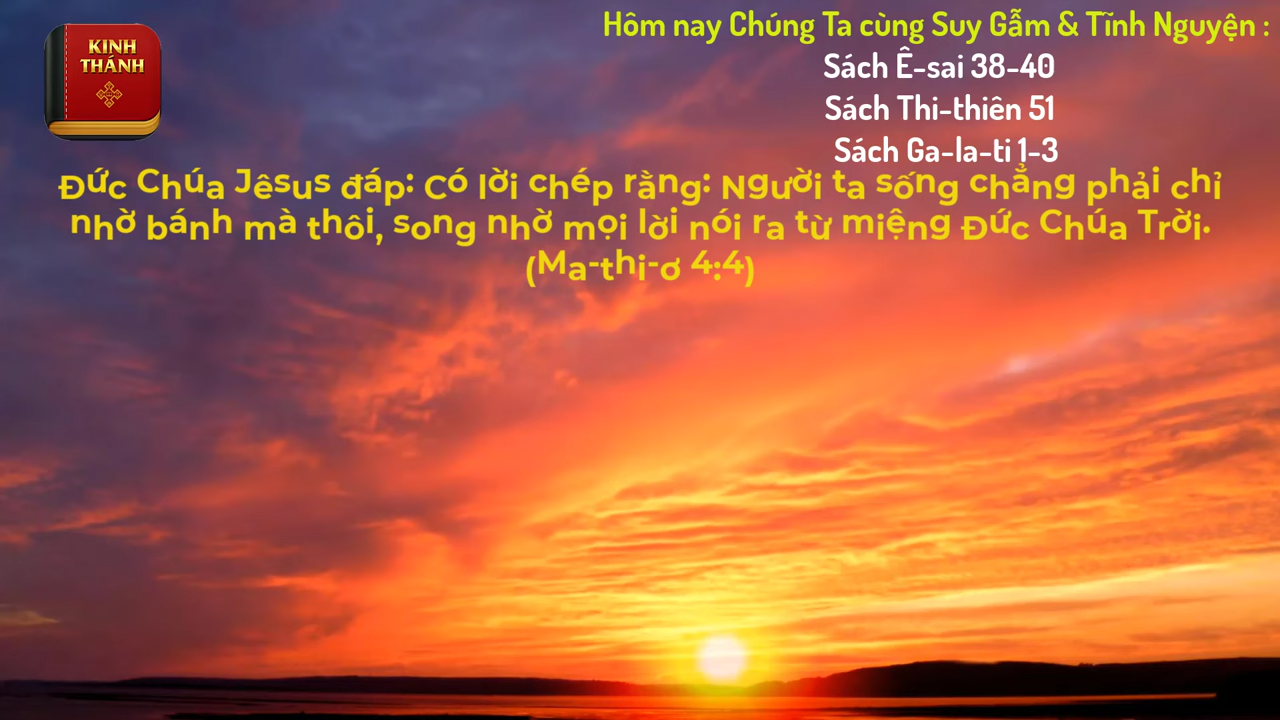 KINH
THÁNH
Hôm nay Chúng Ta cùng Suy Gẫm & Tĩnh Nguyện :
Sách Ê-sai 38-40
Sách Thi-thiên 51
Sách Ga-la-ti 1-3
Đức Chúa Jêsus đáp: Có lời chép rằng: Người ta sống chẳng phải chỉ
nhờ bánh mà thôi, song nhờ mọi lời nói ra từ miệng Đức Chúa Trời.
(Ma-thi-ơ 4:4)